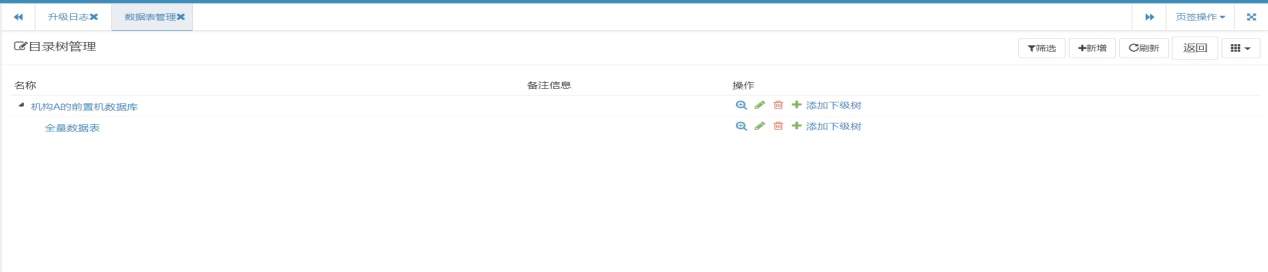 升级日志 数据表管理 页签操作
目录树管理 筛选 新增 刷新 返回
名称 备注信息 操作
机构A的前置机数据库 添加下级树
全量数据表 添加下级树